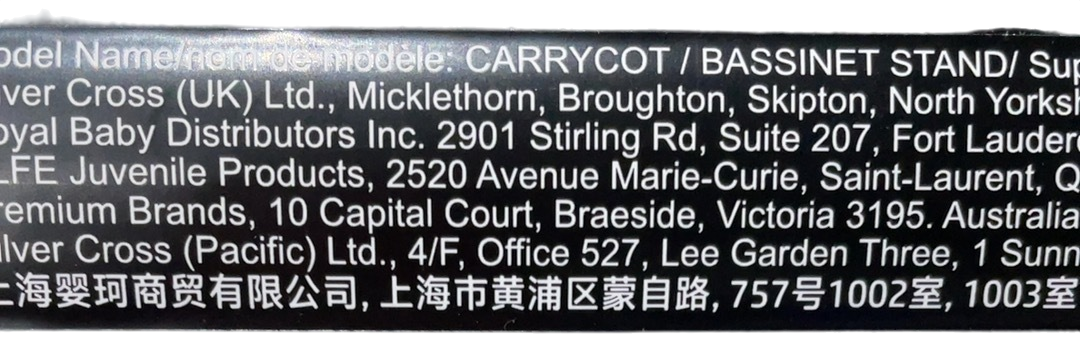 odel Name/nom de modèle: CARRYCOT / BASSINET STAND/ Sup
lver Cross (UK) Ltd., Micklethorn, Broughton, Skipton, North Yorksh
oyal Baby Distributors Inc. 2901 Stirling Rd, Suite 207, Fort Lauderd
LFE Juvenile Products, 2520 Avenue Marie-Curie, Saint-Laurent, Q
remium Brands, 10 Capital Court, Braeside, Victoria 3195. Australia
ilver Cross (Pacific) Ltd., 4/F, Office 527, Lee Garden Three, 1 Sunn
上海婴珂商贸有限公司, 上海市黄浦区蒙自路, 757号1002室, 1003室